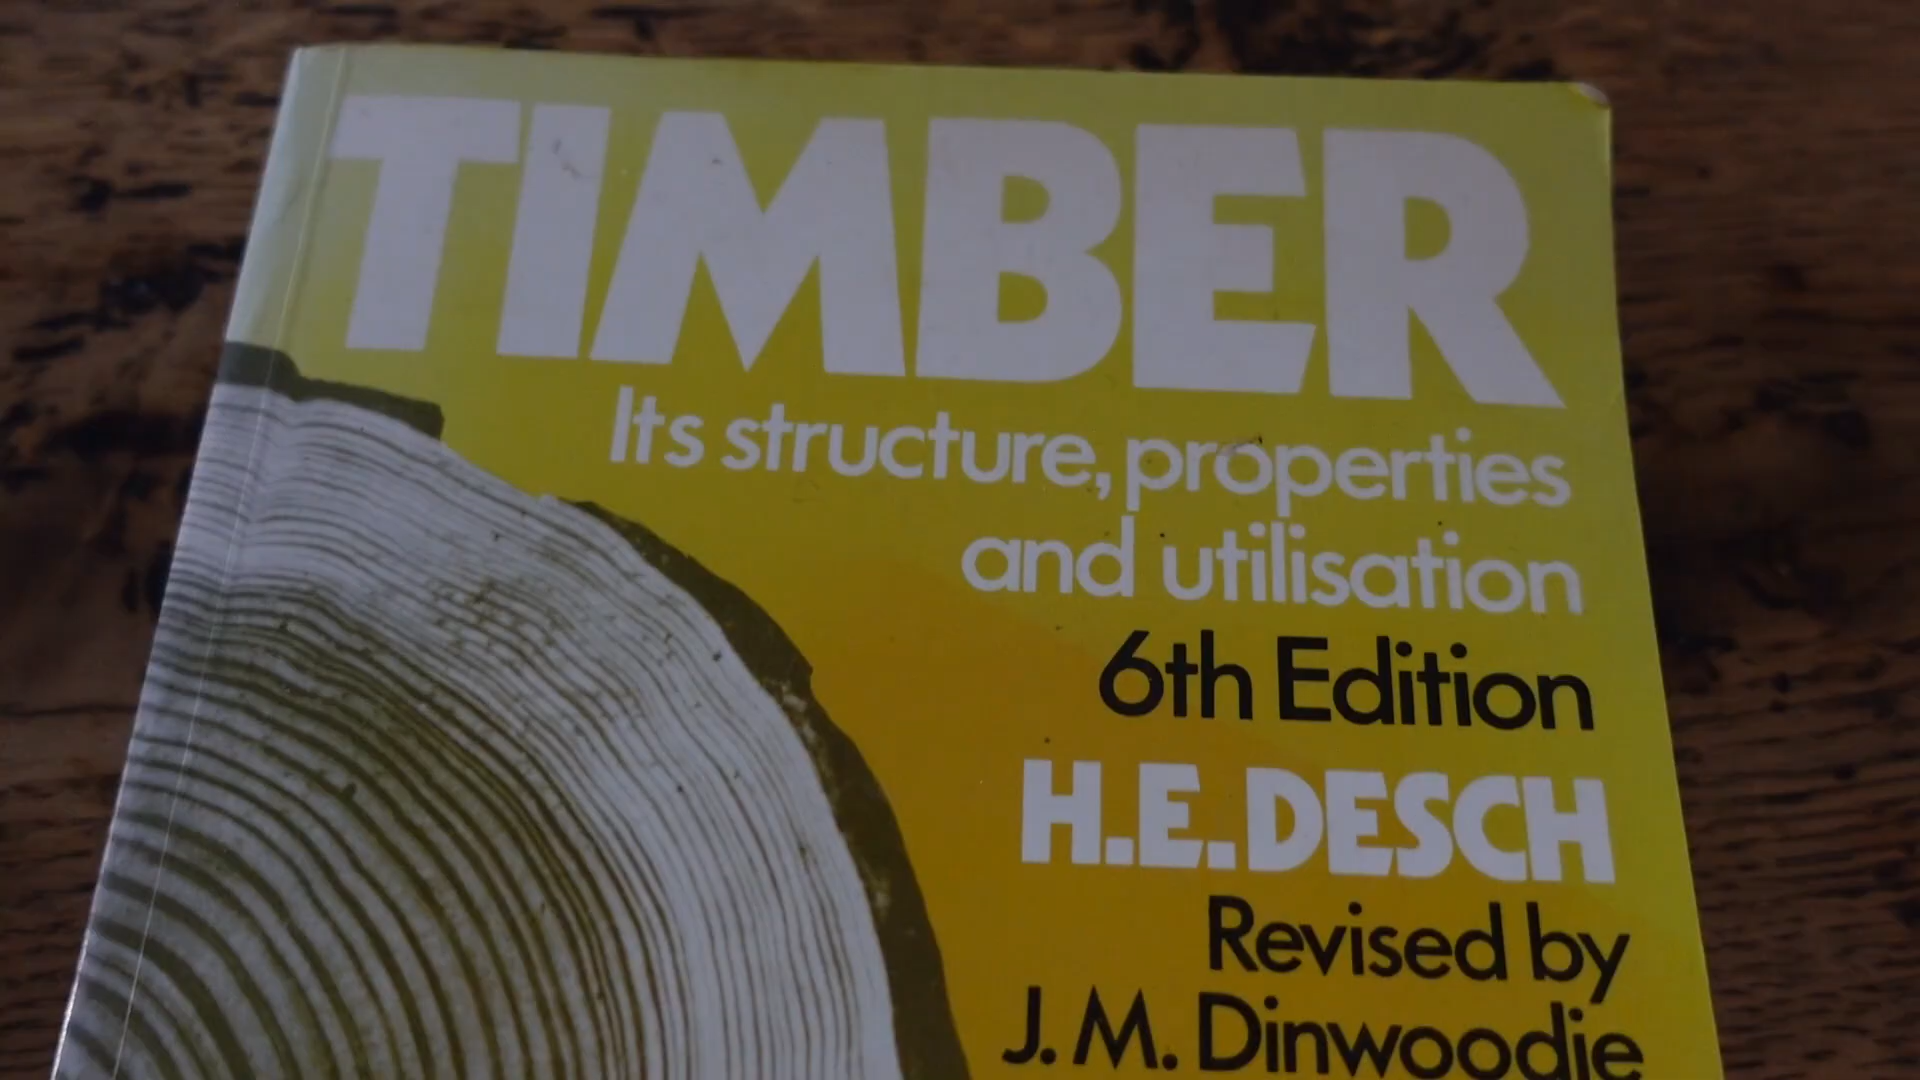 TIMBER
Its structure, properties
and utilisation
6th Edition
H.E.DESCH
Revised by
J. M. Dinwoodie